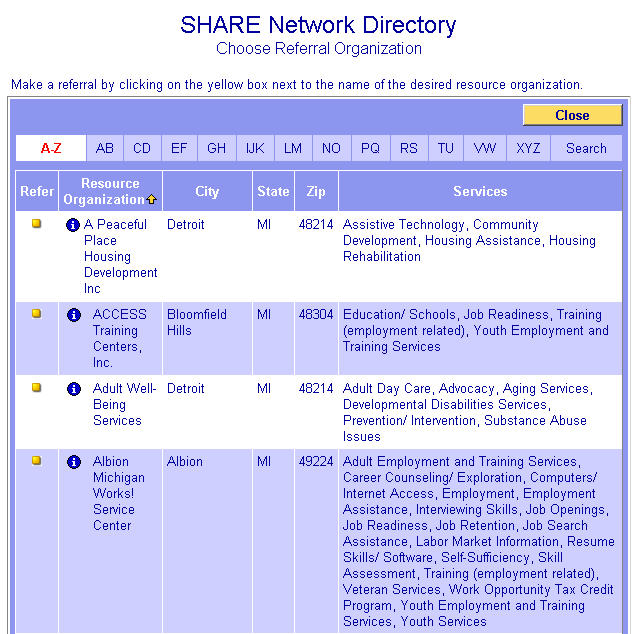 SHARE Network Directory
Choose Referral Organization
Make a referral by clicking on the yellow box next to the name of the desired resource organization.
Close
A-Z AB CD EF GH IJK LM NO PQ RS TU VW XYZ Search
Refer Resource Organization City State Zip Services
A Peaceful Detroit MI 48214 Assistive Technology, Community
Place Development, Housing Assistance, Housing
Housing Rehabilitation
Development
Inc
ACCESS Bloomfield MI 48304 Education/ Schools, Job Readiness, Training
Training Hills (employment related), Youth Employment and
Centers, Training Services
Inc.
Adult Well- Detroit MI 48214 Adult Day Care, Advocacy, Aging Services,
Being Developmental Disabilities Services,
Services Prevention/ Intervention, Substance Abuse
Issues
Albion Albion MI 49224 Adult Employment and Training Services,
Michigan Career Counseling/ Exploration, Computers/
Works! Internet Access, Employment, Employment
Service Assistance, Interviewing Skills, Job Openings,
Center Job Readiness, Job Retention, Job Search
Assistance, Labor Market Information, Resume
Skills/ Software, Self-Sufficiency, Skill
Assessment, Training (employment related),
Veteran Services, Work Opportunity Tax Credit
Program, Youth Employment and Training
Services, Youth Services